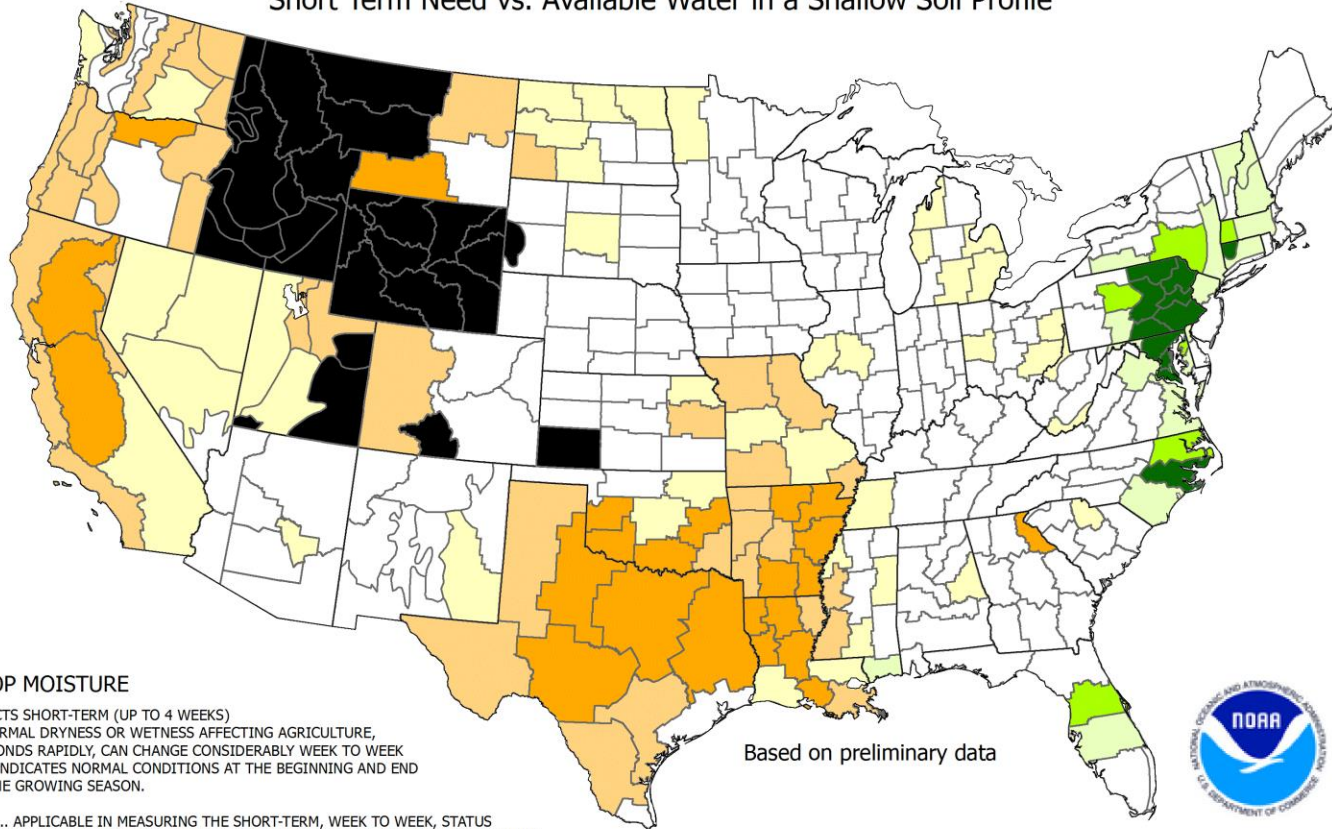 Short Term Need vs. Available Water in a Shallow Soil Profile
OP MOISTURE
CTS SHORT-TERM (UP TO 4 WEEKS)
RMAL DRYNESS OR WETNESS AFFECTING AGRICULTURE,
ONDS RAPIDLY, CAN CHANGE CONSIDERABLY WEEK TO WEEK
NDICATES NORMAL CONDITIONS AT THE BEGINNING AND END
HE GROWING SEASON.
... APPLICABLE IN MEASURING THE SHORT-TERM, WEEK TO WEEK, STATUS
Based on preliminary data
NATIONAL OCEANIC AND ATMOSPHERIC ADMINISTRATION
NOAA
U.S. DEPARTMENT OF COMMERCE